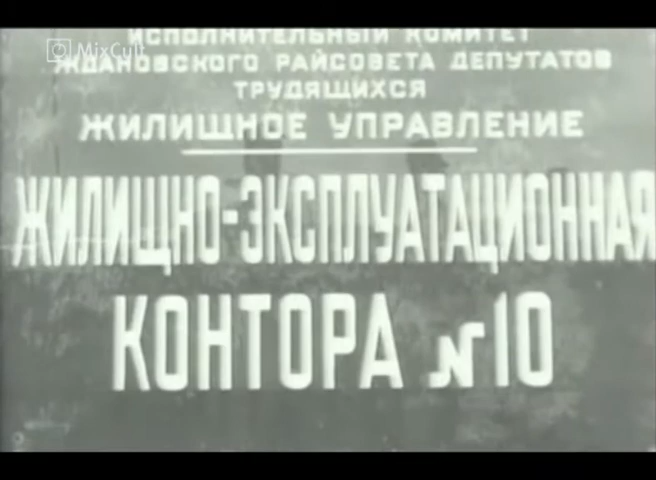 MixCult
ИСПОЛНИТЕЛЬНЫЙ КОМИТЕТ
ЖДАНОВСКОГО РАЙСОВЕТА ДЕПУТАТОВ
ТРУДЯЩИХСЯ
ЖИЛИЩНОЕ УПРАВЛЕНИЕ
ЖИЛИЩНО-ЭКСПЛУАТАЦИОННАЯ
КОНТОРА №10